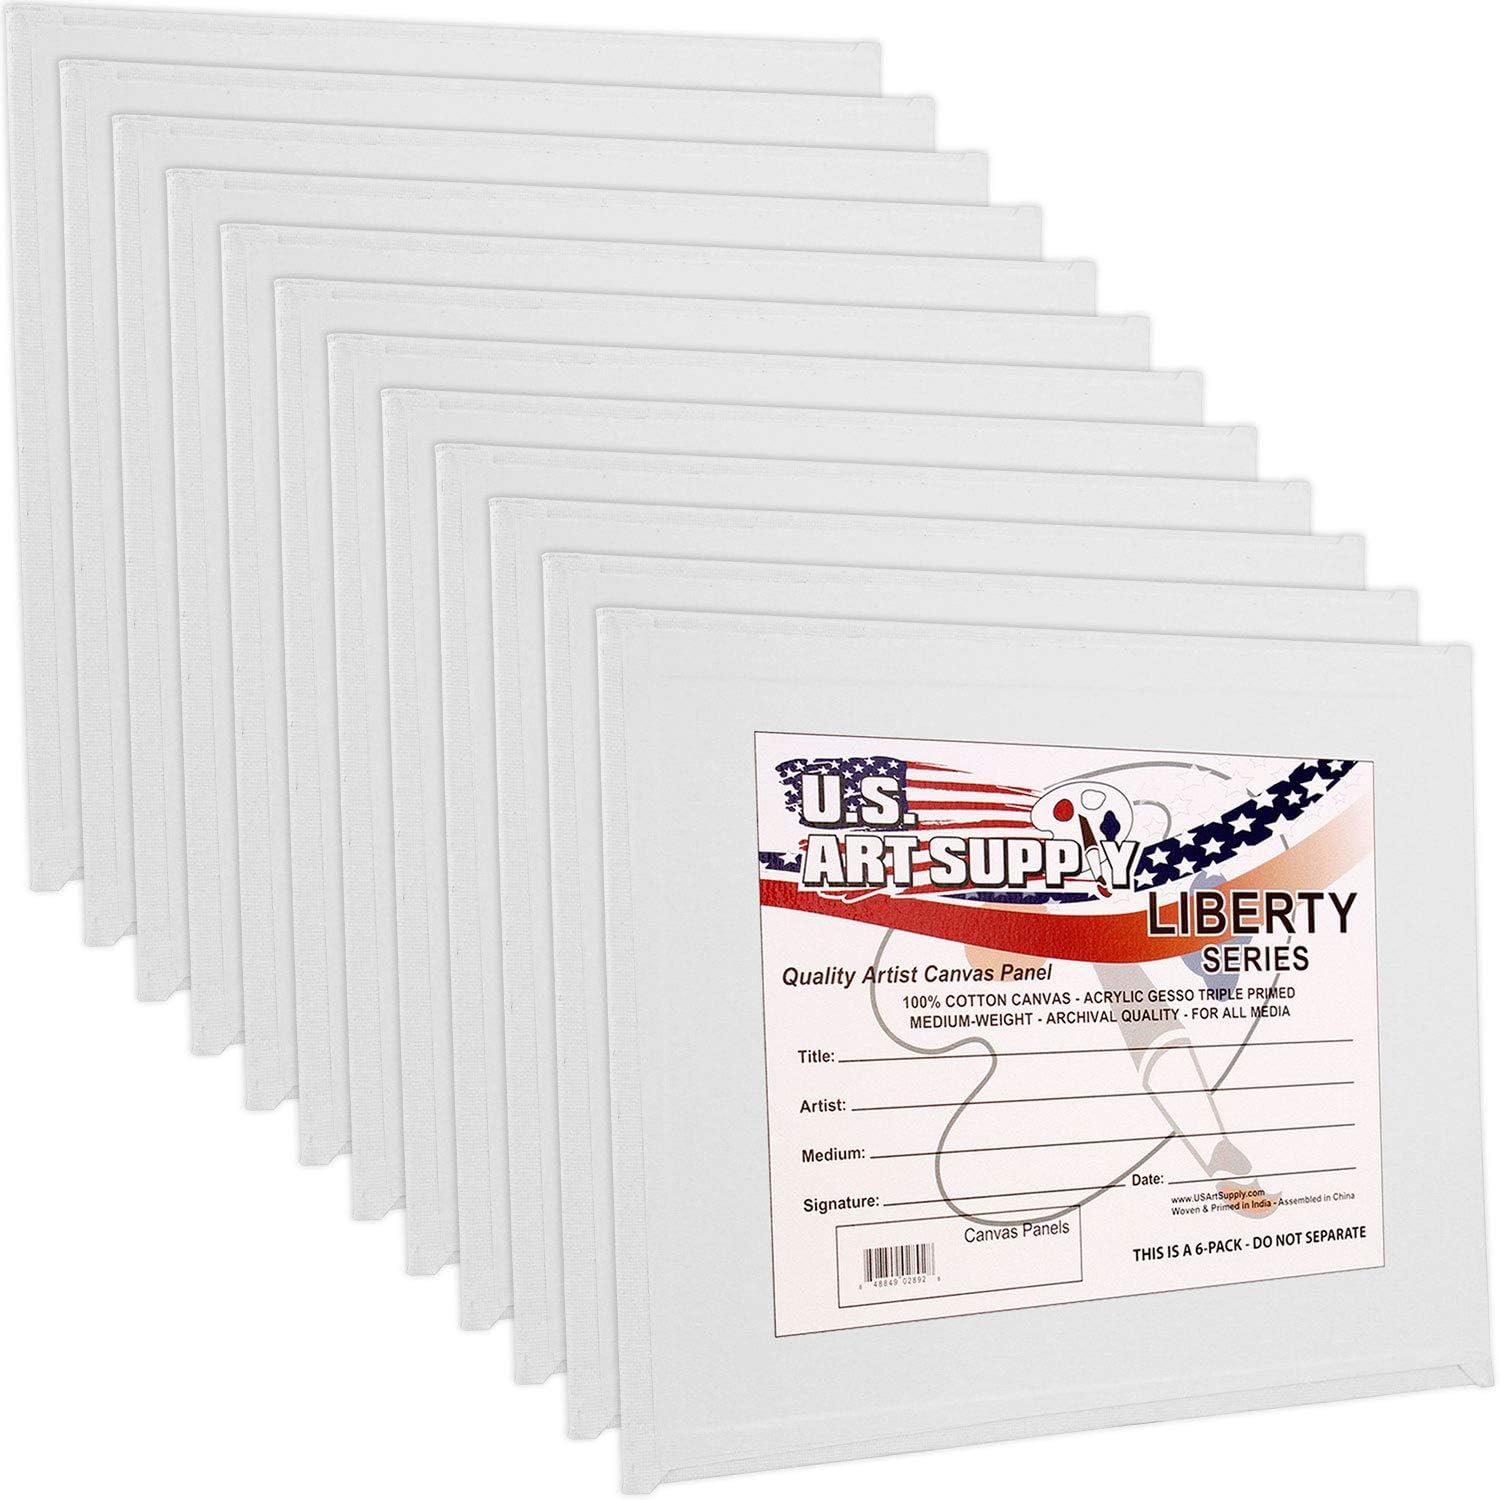 U.S.
ART SUPPLY
LIBERTY
SERIES
Quality Artist Canvas Panel
100% COTTON CANVAS - ACRYLIC GESSO TRIPLE PRIMED
MEDIUM-WEIGHT - ARCHIVAL QUALITY - FOR ALL MEDIA
Title:
Artist:
Medium:
Signature:
Date:
www.USArtSupply.com
Woven & Primed in India - Assembled in China
Canvas Panels
THIS IS A 6-PACK - DO NOT SEPARATE
48849 02892